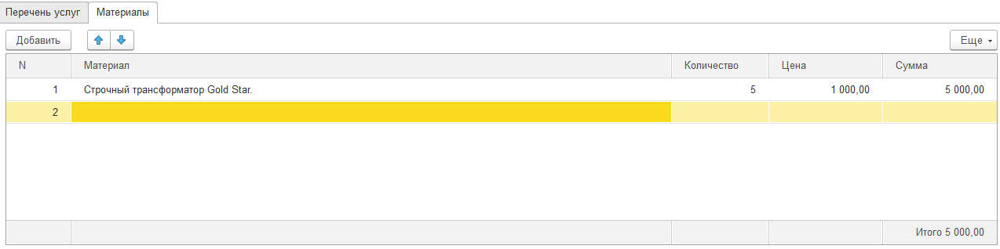 Перечень услуг Материалы
Добавить Еще
N Материал Количество Цена Сумма
1 Строчный трансформатор Gold Star. 5 1 000,00 5 000,00
2
Итого 5 000,00